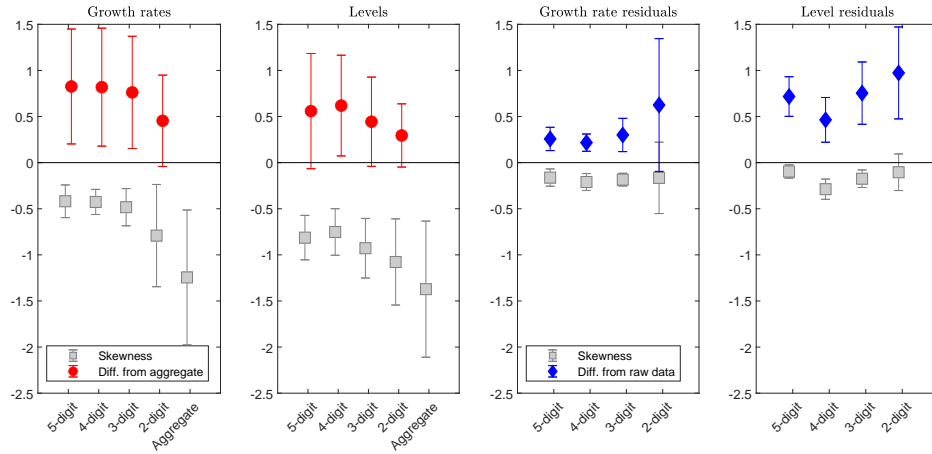 Growth rates
1.5
1
0.5
0
-0.5
-1
-1.5
-2
-2.5
Skewness
Diff. from aggregate
5-digit
4-digit
3-digit
2-digit
Aggregate
Levels
1.5
1
0.5
0
-0.5
-1
-1.5
-2
-2.5
5-digit
4-digit
3-digit
2-digit
Aggregate
Growth rate residuals
1.5
1
0.5
0
-0.5
-1
-1.5
-2
-2.5
Skewness
Diff. from raw data
5-digit
4-digit
3-digit
2-digit
Level residuals
1.5
1
0.5
0
-0.5
-1
-1.5
-2
-2.5
5-digit
4-digit
3-digit
2-digit